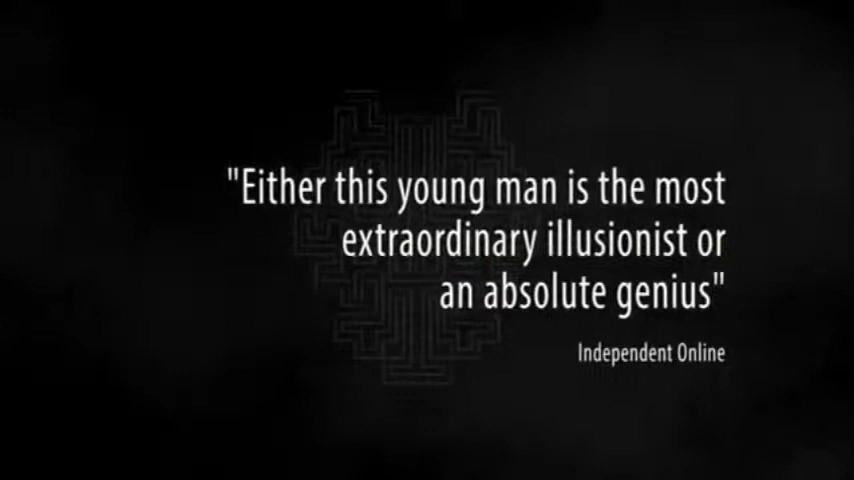 "Either this young man is the most
extraordinary illusionist or
an absolute genius"
Independent Online